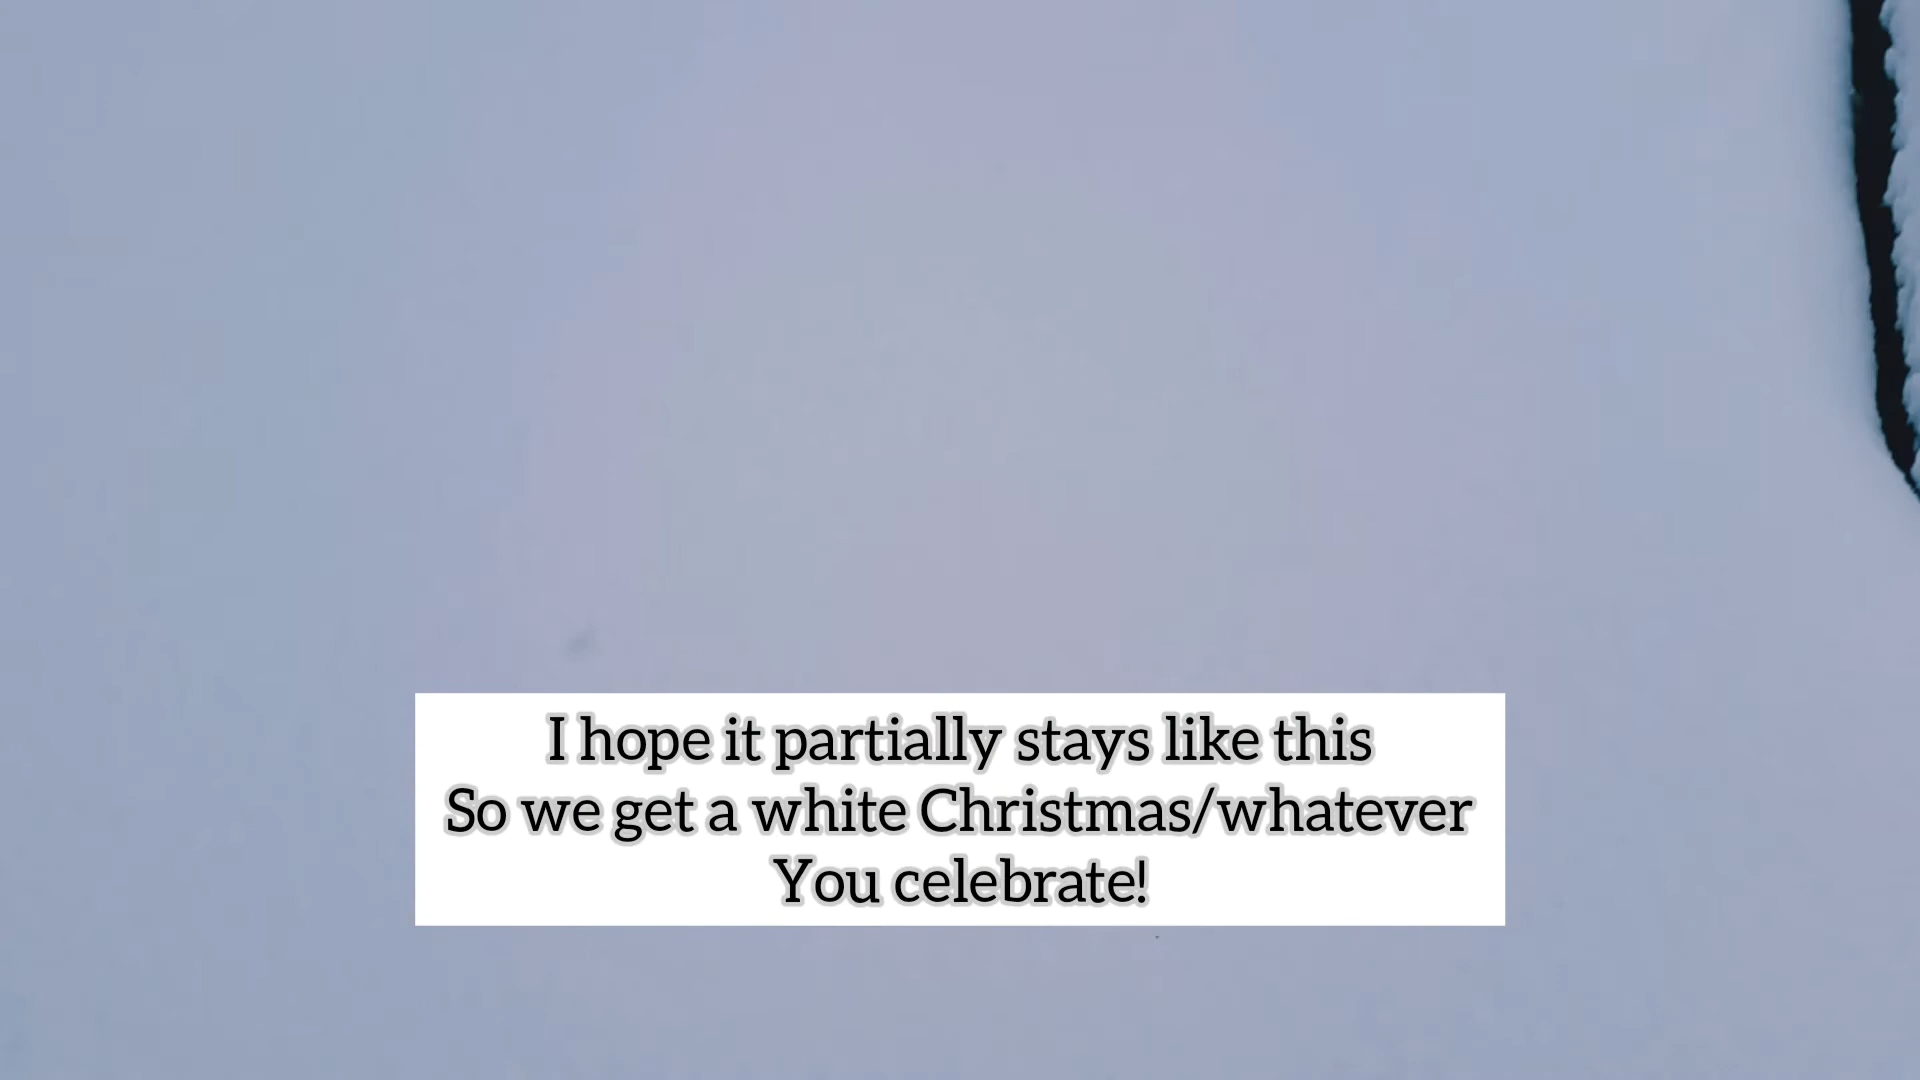 I hope it partially stays like this
So we get a white Christmas/whatever
You celebrate!